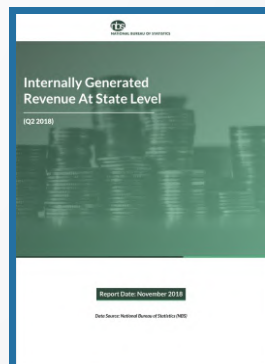 NATIONAL BUREAU OF STATISTICS
Internally Generated
Revenue At State Level
(Q2 2018)
Report Date: November 2018
Data Source: National Bureau of Statistics (NBS)